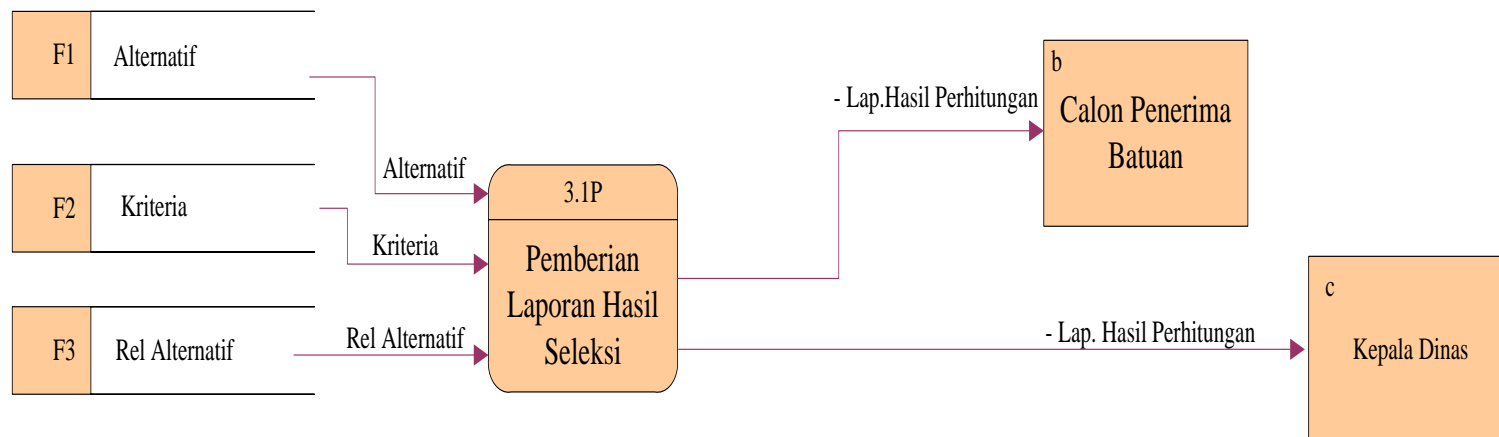 F1
Alternatif
F2
Kriteria
F3
Rel Alternatif
Alternatif
Kriteria
Rel Alternatif
3.1P
Pemberian
Laporan Hasil
Seleksi
- Lap.Hasil Perhitungan
b
Calon Penerima
Batuan
- Lap. Hasil Perhitungan
c
Kepala Dinas